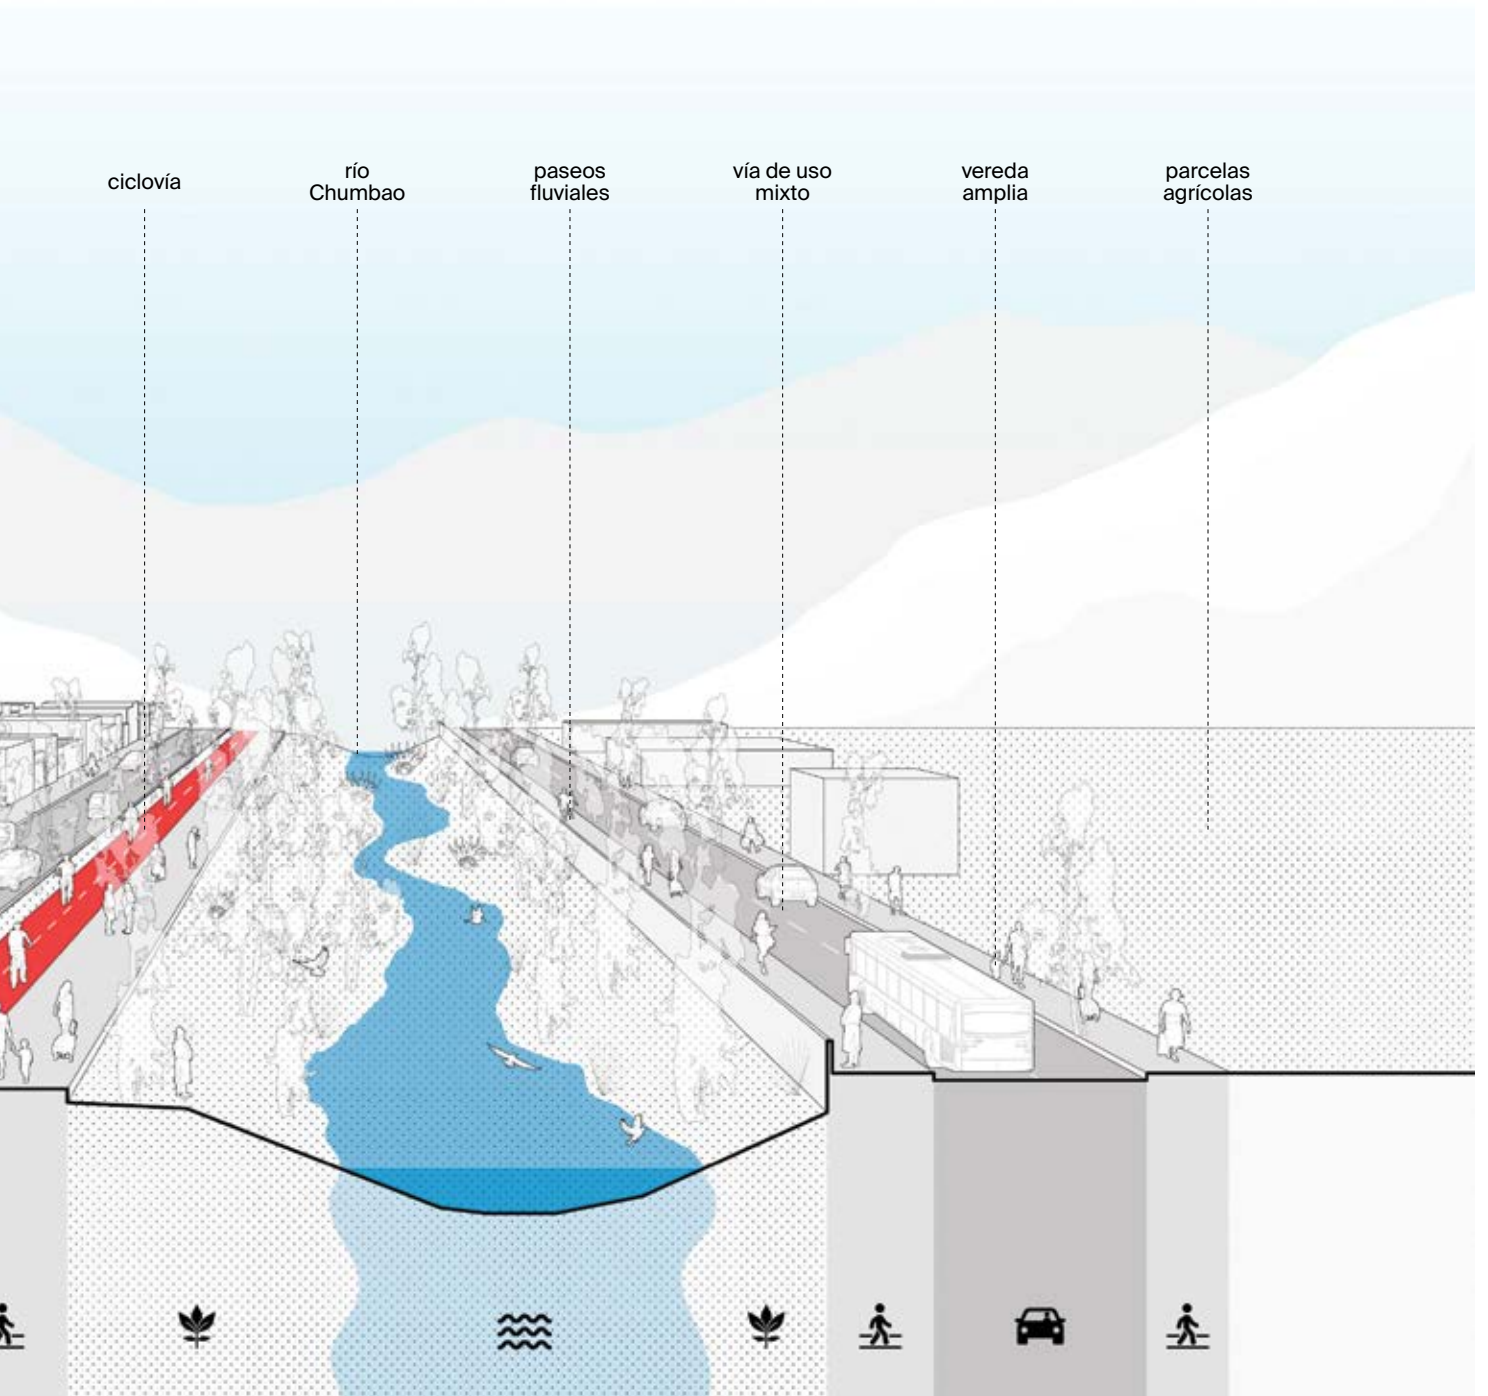 ciclovía
río
Chumbao
paseos
fluviales
vía de uso
mixto
vereda
amplia
parcelas
agrícolas